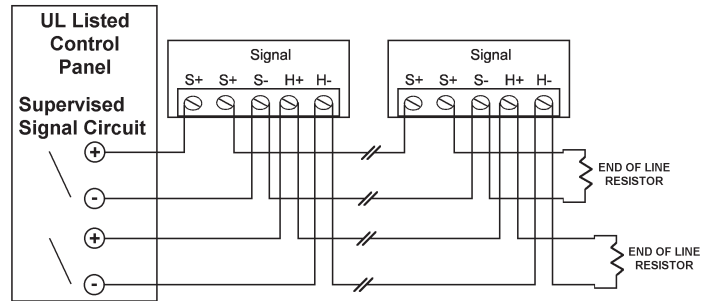 UL Listed
Control
Panel
Supervised
Signal Circuit
+
-
+
-
Signal
S+ S+ S- H+ H-
Signal
S+ S+ S- H+ H-
END OF LINE
RESISTOR
END OF LINE
RESISTOR